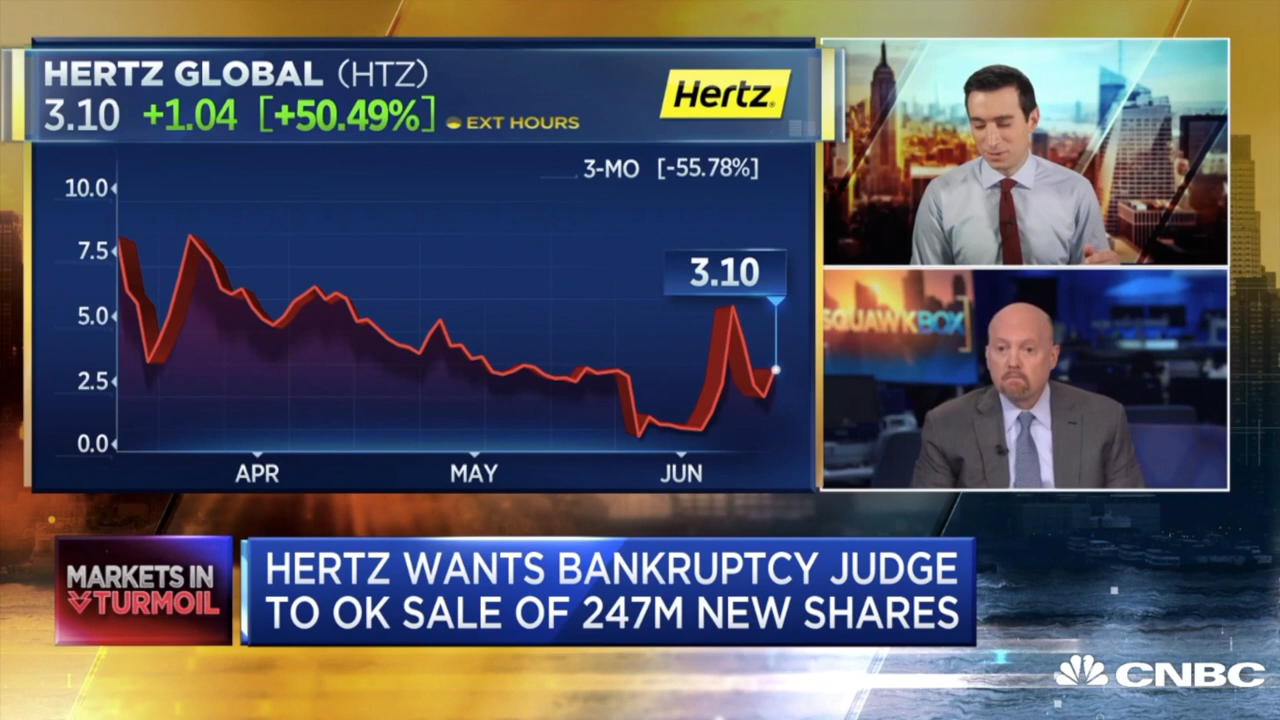 HERTZ GLOBAL (HTZ)
3.10 +1.04 [+50.49%] EXT HOURS
Hertz.
3-MO [-55.78%]
10.0
7.5
5.0
2.5
0.0
3.10
APR MAY JUN
SQUAWKBOX]
MARKETS IN
TURMOIL
HERTZ WANTS BANKRUPTCY JUDGE
TO OK SALE OF 247M NEW SHARES
CNBC